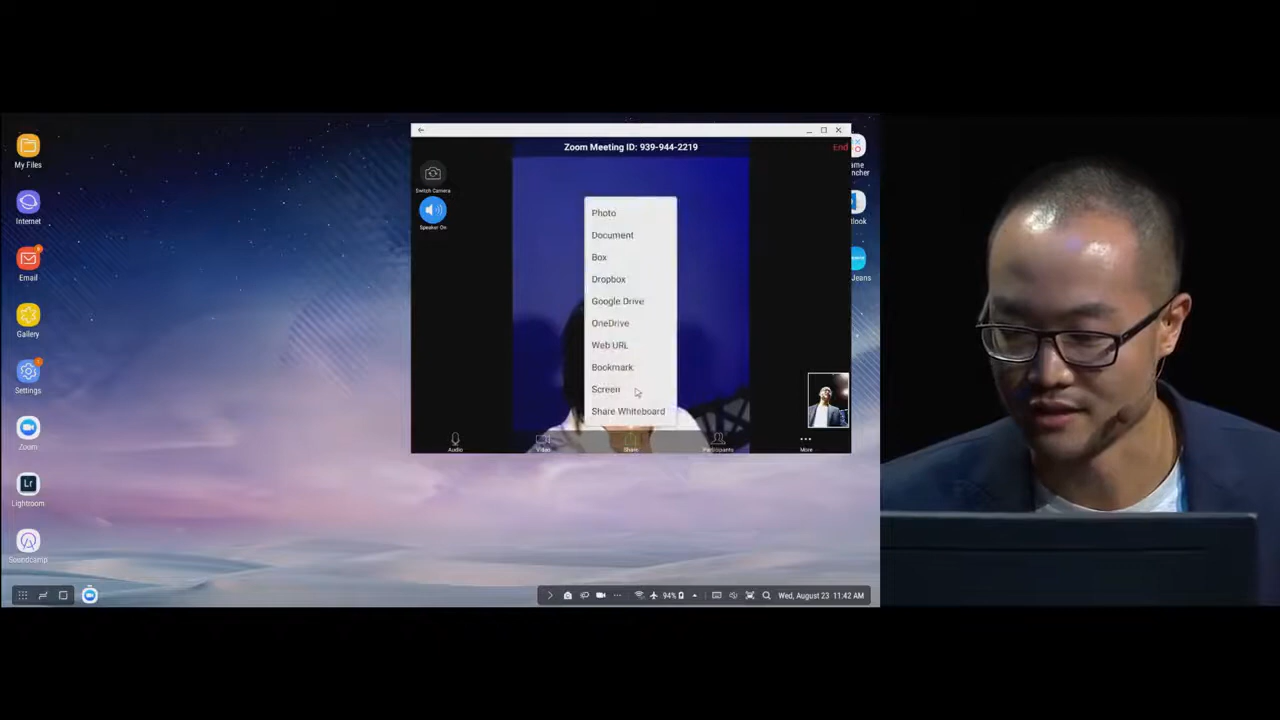 My Files
Internet
Email
Gallery
Settings
Zoom
Lr
Lightroom
Soundcamp
Zoom Meeting ID: 939-944-2219
End
Switch Camera
Speaker On
Photo
Document
Box
Dropbox
Google Drive
OneDrive
Web URL
Bookmark
Screen
Share Whiteboard
Audio
Video
Share
Participants
More
94%
Wed, August 23 11:42 AM